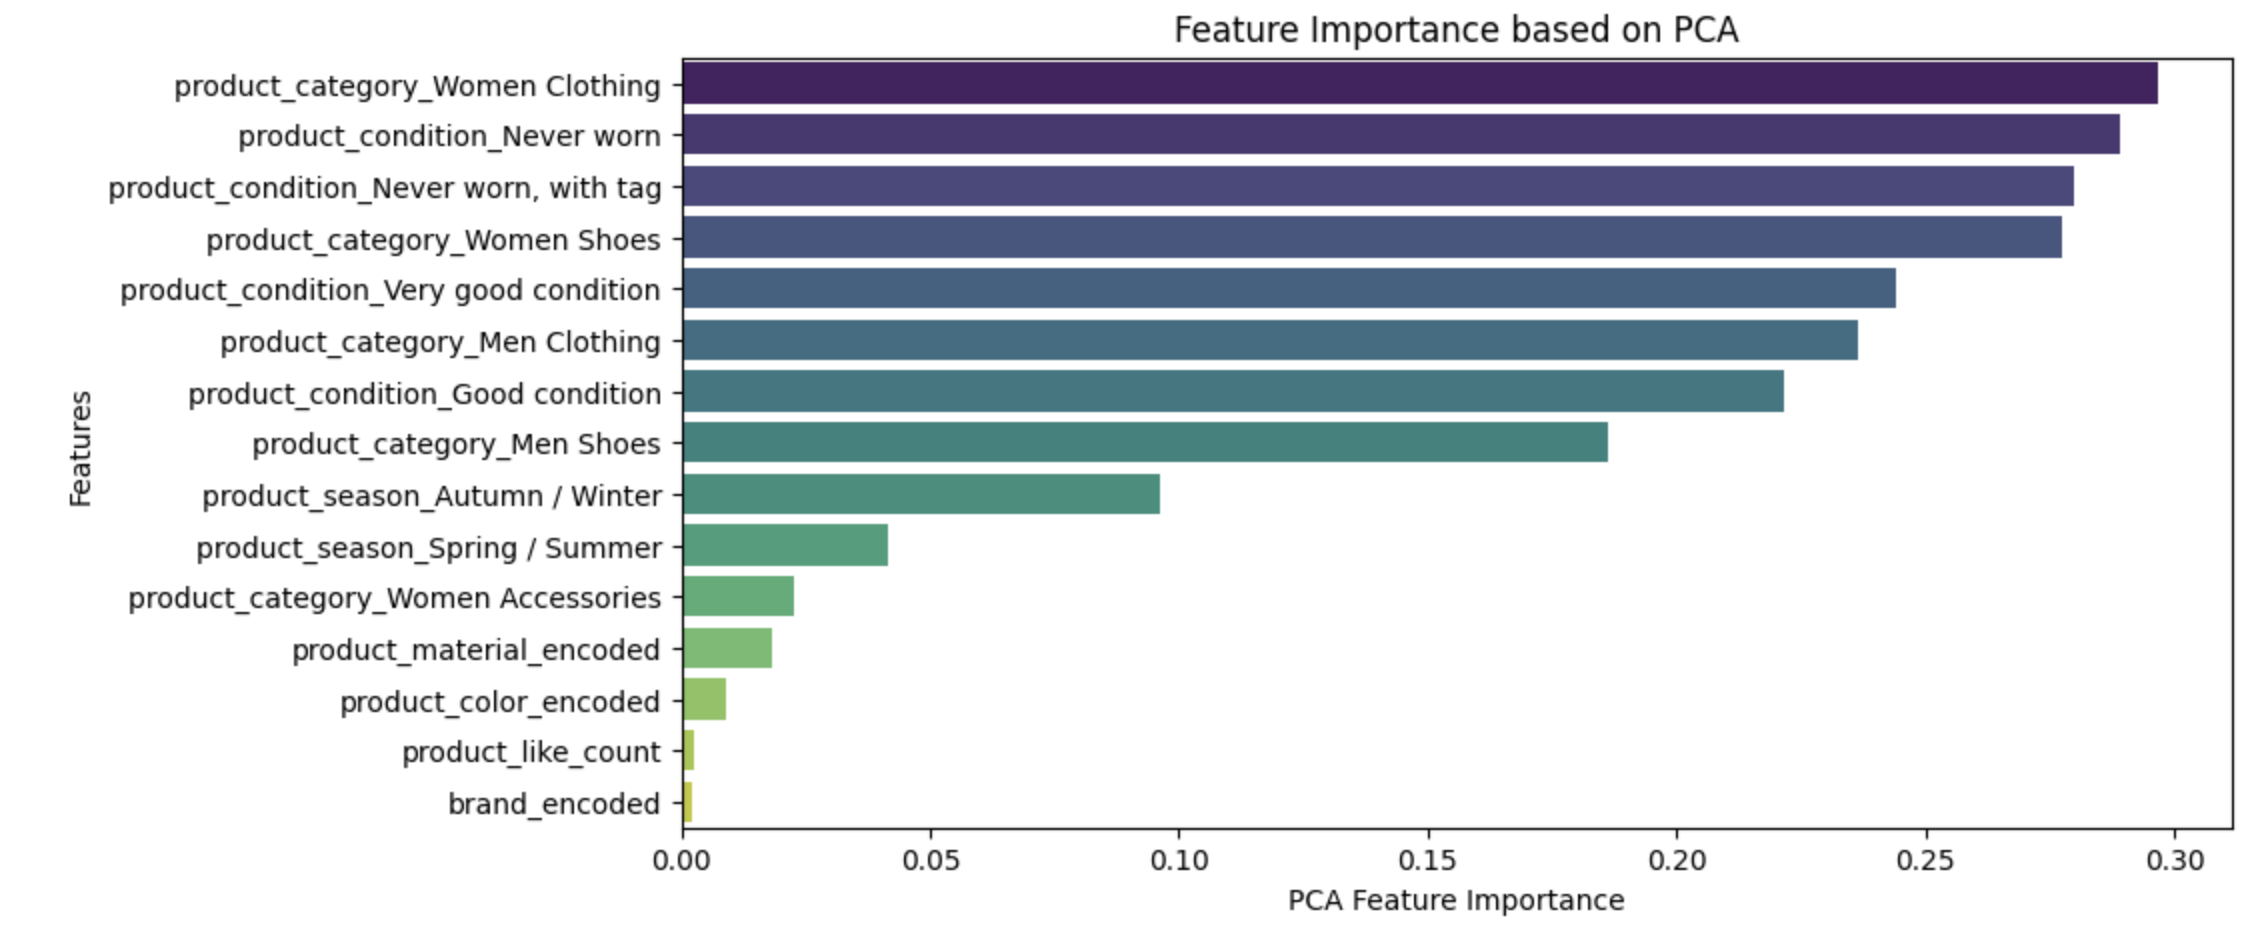 Feature Importance based on PCA
product_category_Women Clothing
product_condition_Never worn
product_condition_Never worn, with tag
product_category_Women Shoes
product_condition_Very good condition
product_category_Men Clothing
product_condition_Good condition
product_category_Men Shoes
product_season_Autumn / Winter
product_season_Spring / Summer
product_category_Women Accessories
product_material_encoded
product_color_encoded
product_like_count
brand_encoded
Features
0.00 0.05 0.10 0.15 0.20 0.25 0.30
PCA Feature Importance